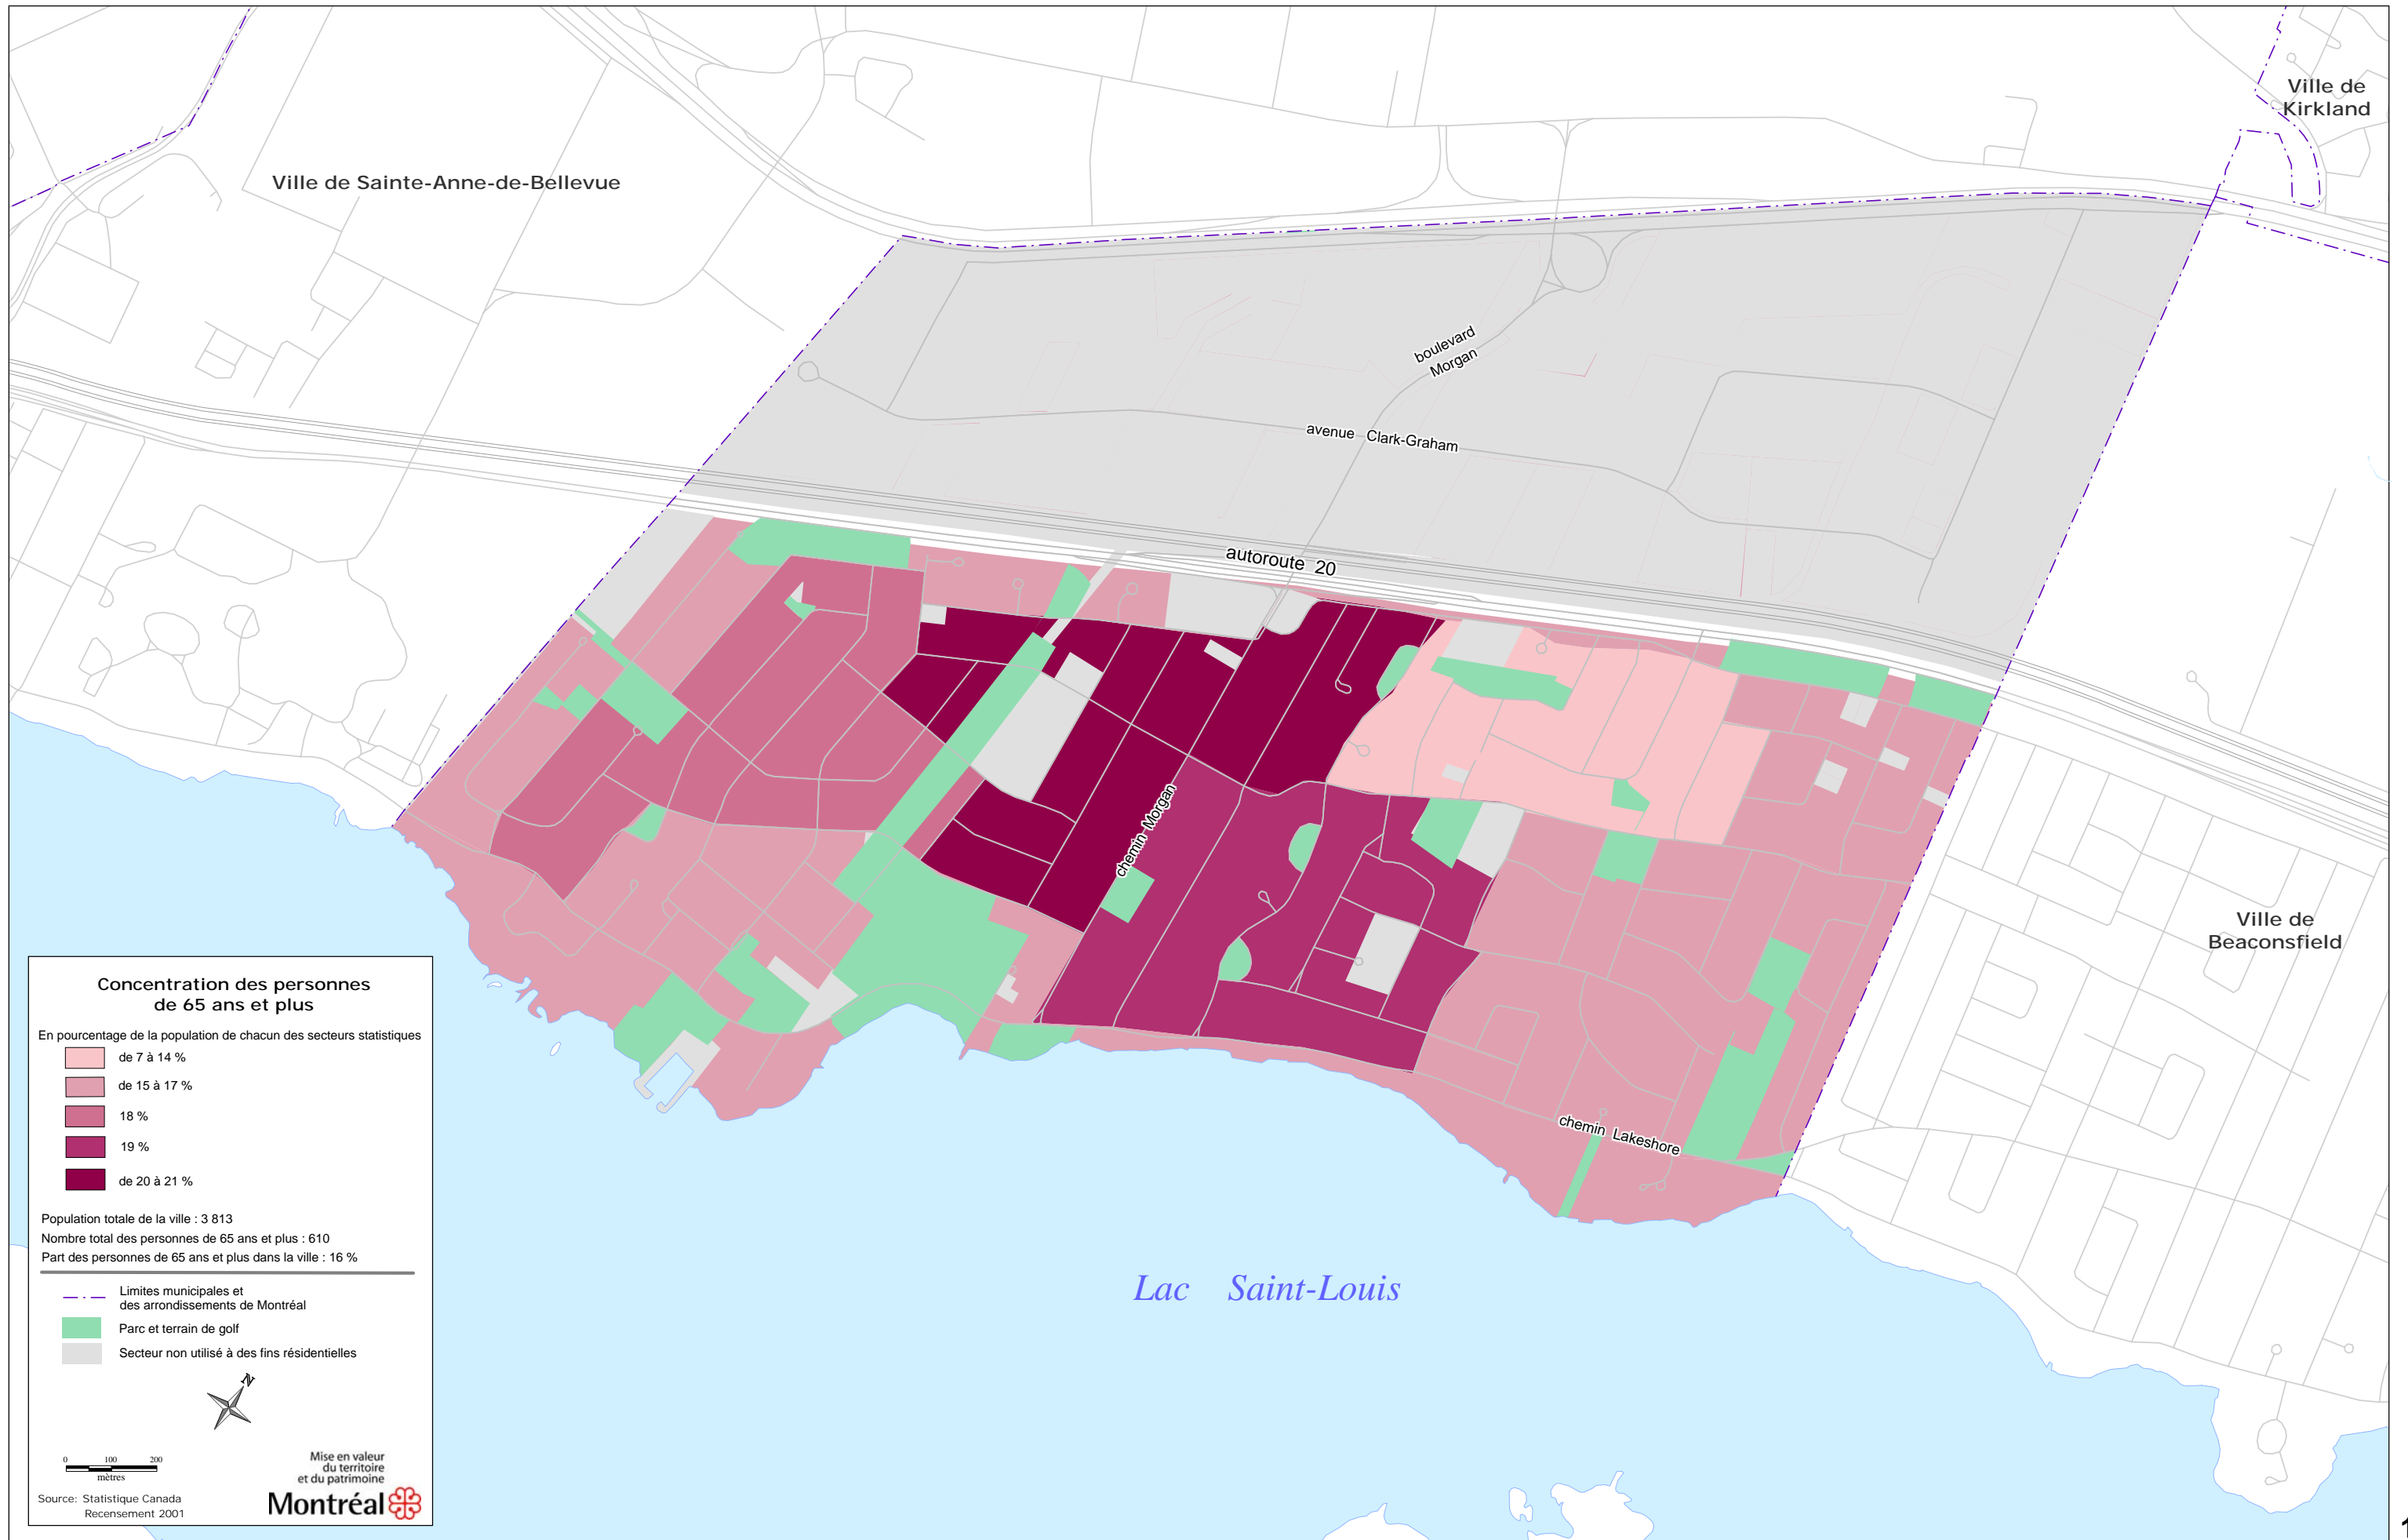 Ville de
Kirkland
Ville de Sainte-Anne-de-Bellevue
boulevard
Morgan
avenue Clark-Graham
autoroute 20
chemin Morgan
Ville de
Beaconsfield
chemin Lakeshore
Lac Saint-Louis
Concentration des personnes
de 65 ans et plus
En pourcentage de la population de chacun des secteurs statistiques
de 7 à 14 %
de 15 à 17 %
18 %
19 %
de 20 à 21 %
Population totale de la ville : 3 813
Nombre total des personnes de 65 ans et plus : 610
Part des personnes de 65 ans et plus dans la ville : 16 %
Limites municipales et
des arrondissements de Montréal
Parc et terrain de golf
Secteur non utilisé à des fins résidentielles
N
0 100 200
mètres
Mise en valeur
du territoire
et du patrimoine
Montréal
Source: Statistique Canada
Recensement 2001